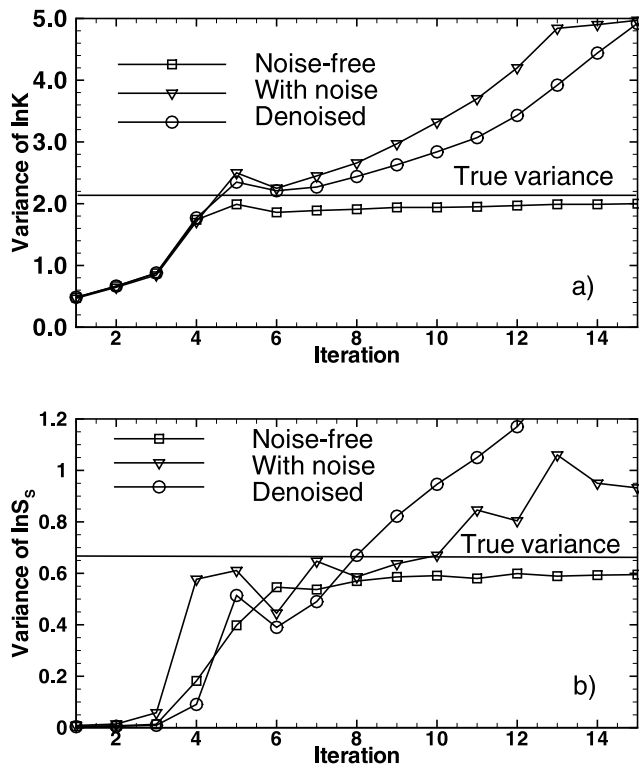 5.0
4.0
3.0
2.0
1.0
0.0
Variance of lnK
Noise-free
With noise
Denoised
True variance
a)
2 4 6 8 10 12 14
Iteration
1.2
1
0.8
0.6
0.4
0.2
0
Variance of lnSs
Noise-free
With noise
Denoised
True variance
b)
2 4 6 8 10 12 14
Iteration